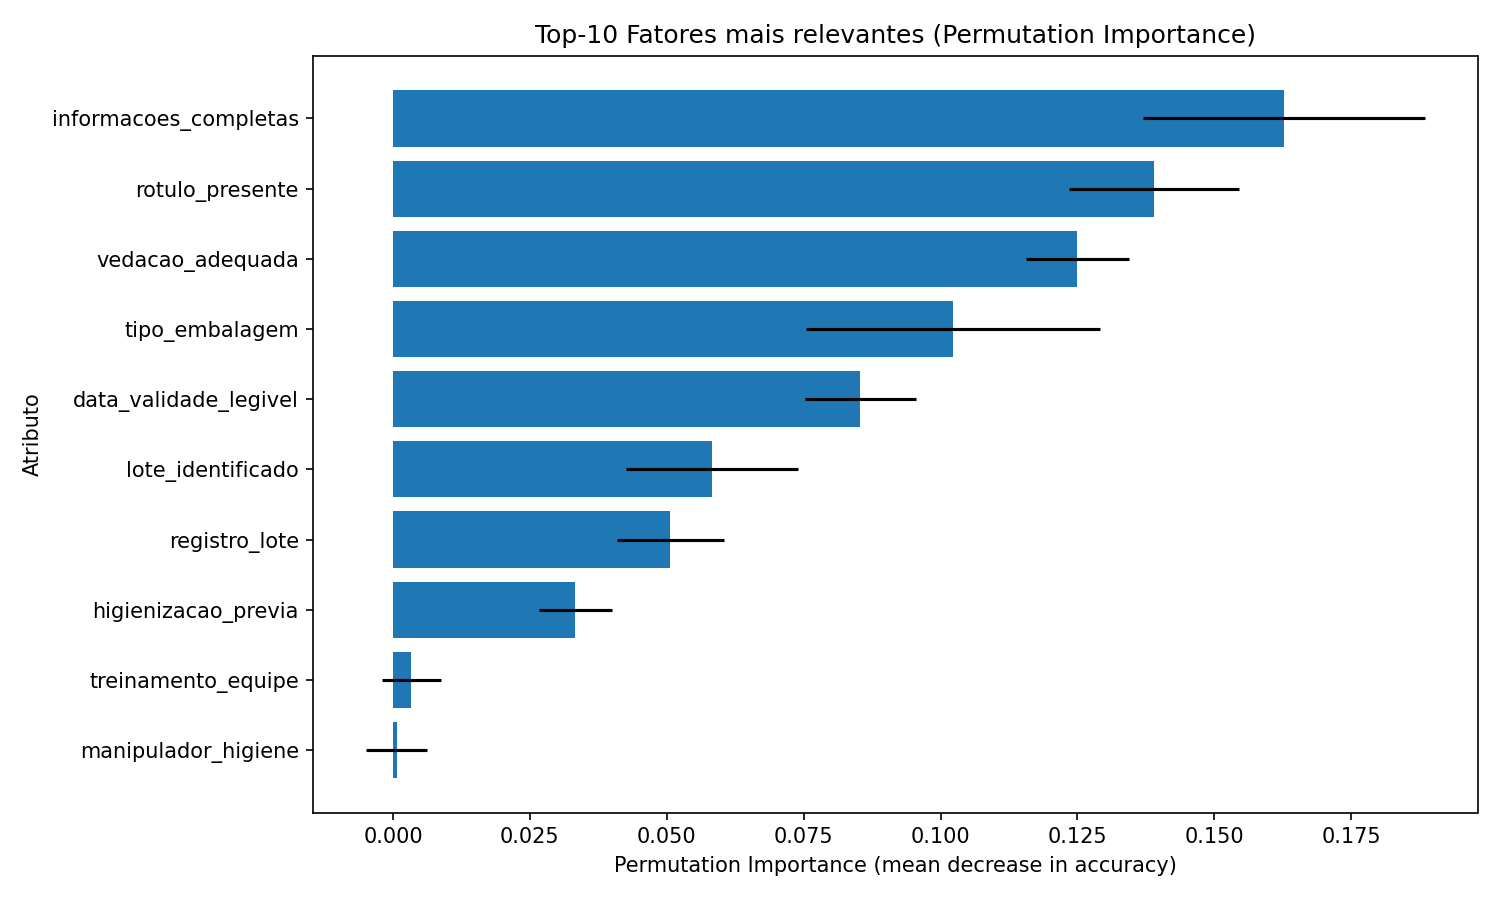 Top-10 Fatores mais relevantes (Permutation Importance)
informacoes_completas
rotulo_presente
vedacao_adequada
tipo_embalagem
data_validade_legivel
lote_identificado
registro_lote
higienizacao_previa
treinamento_equipe
manipulador_higiene
Atributo
0.000 0.025 0.050 0.075 0.100 0.125 0.150 0.175
Permutation Importance (mean decrease in accuracy)